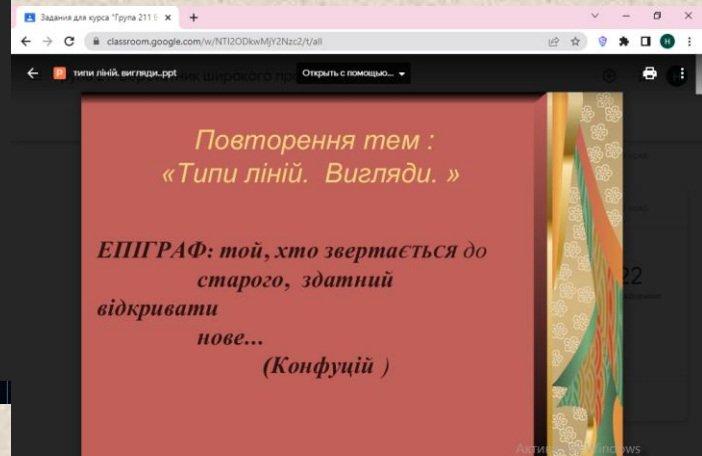 Задания для курса "Група 211
classroom.google.com/w/NTI2ODkwMjY2Nzc2/t/all
типи ліній. вигляди..ppt
Открыть с помощью...
Повторення тем :
«Типи ліній. Вигляди. »
ЕПІГРАФ: той, хто звертається до
старого, здатний
відкривати
нове...
(Конфуцій )
22